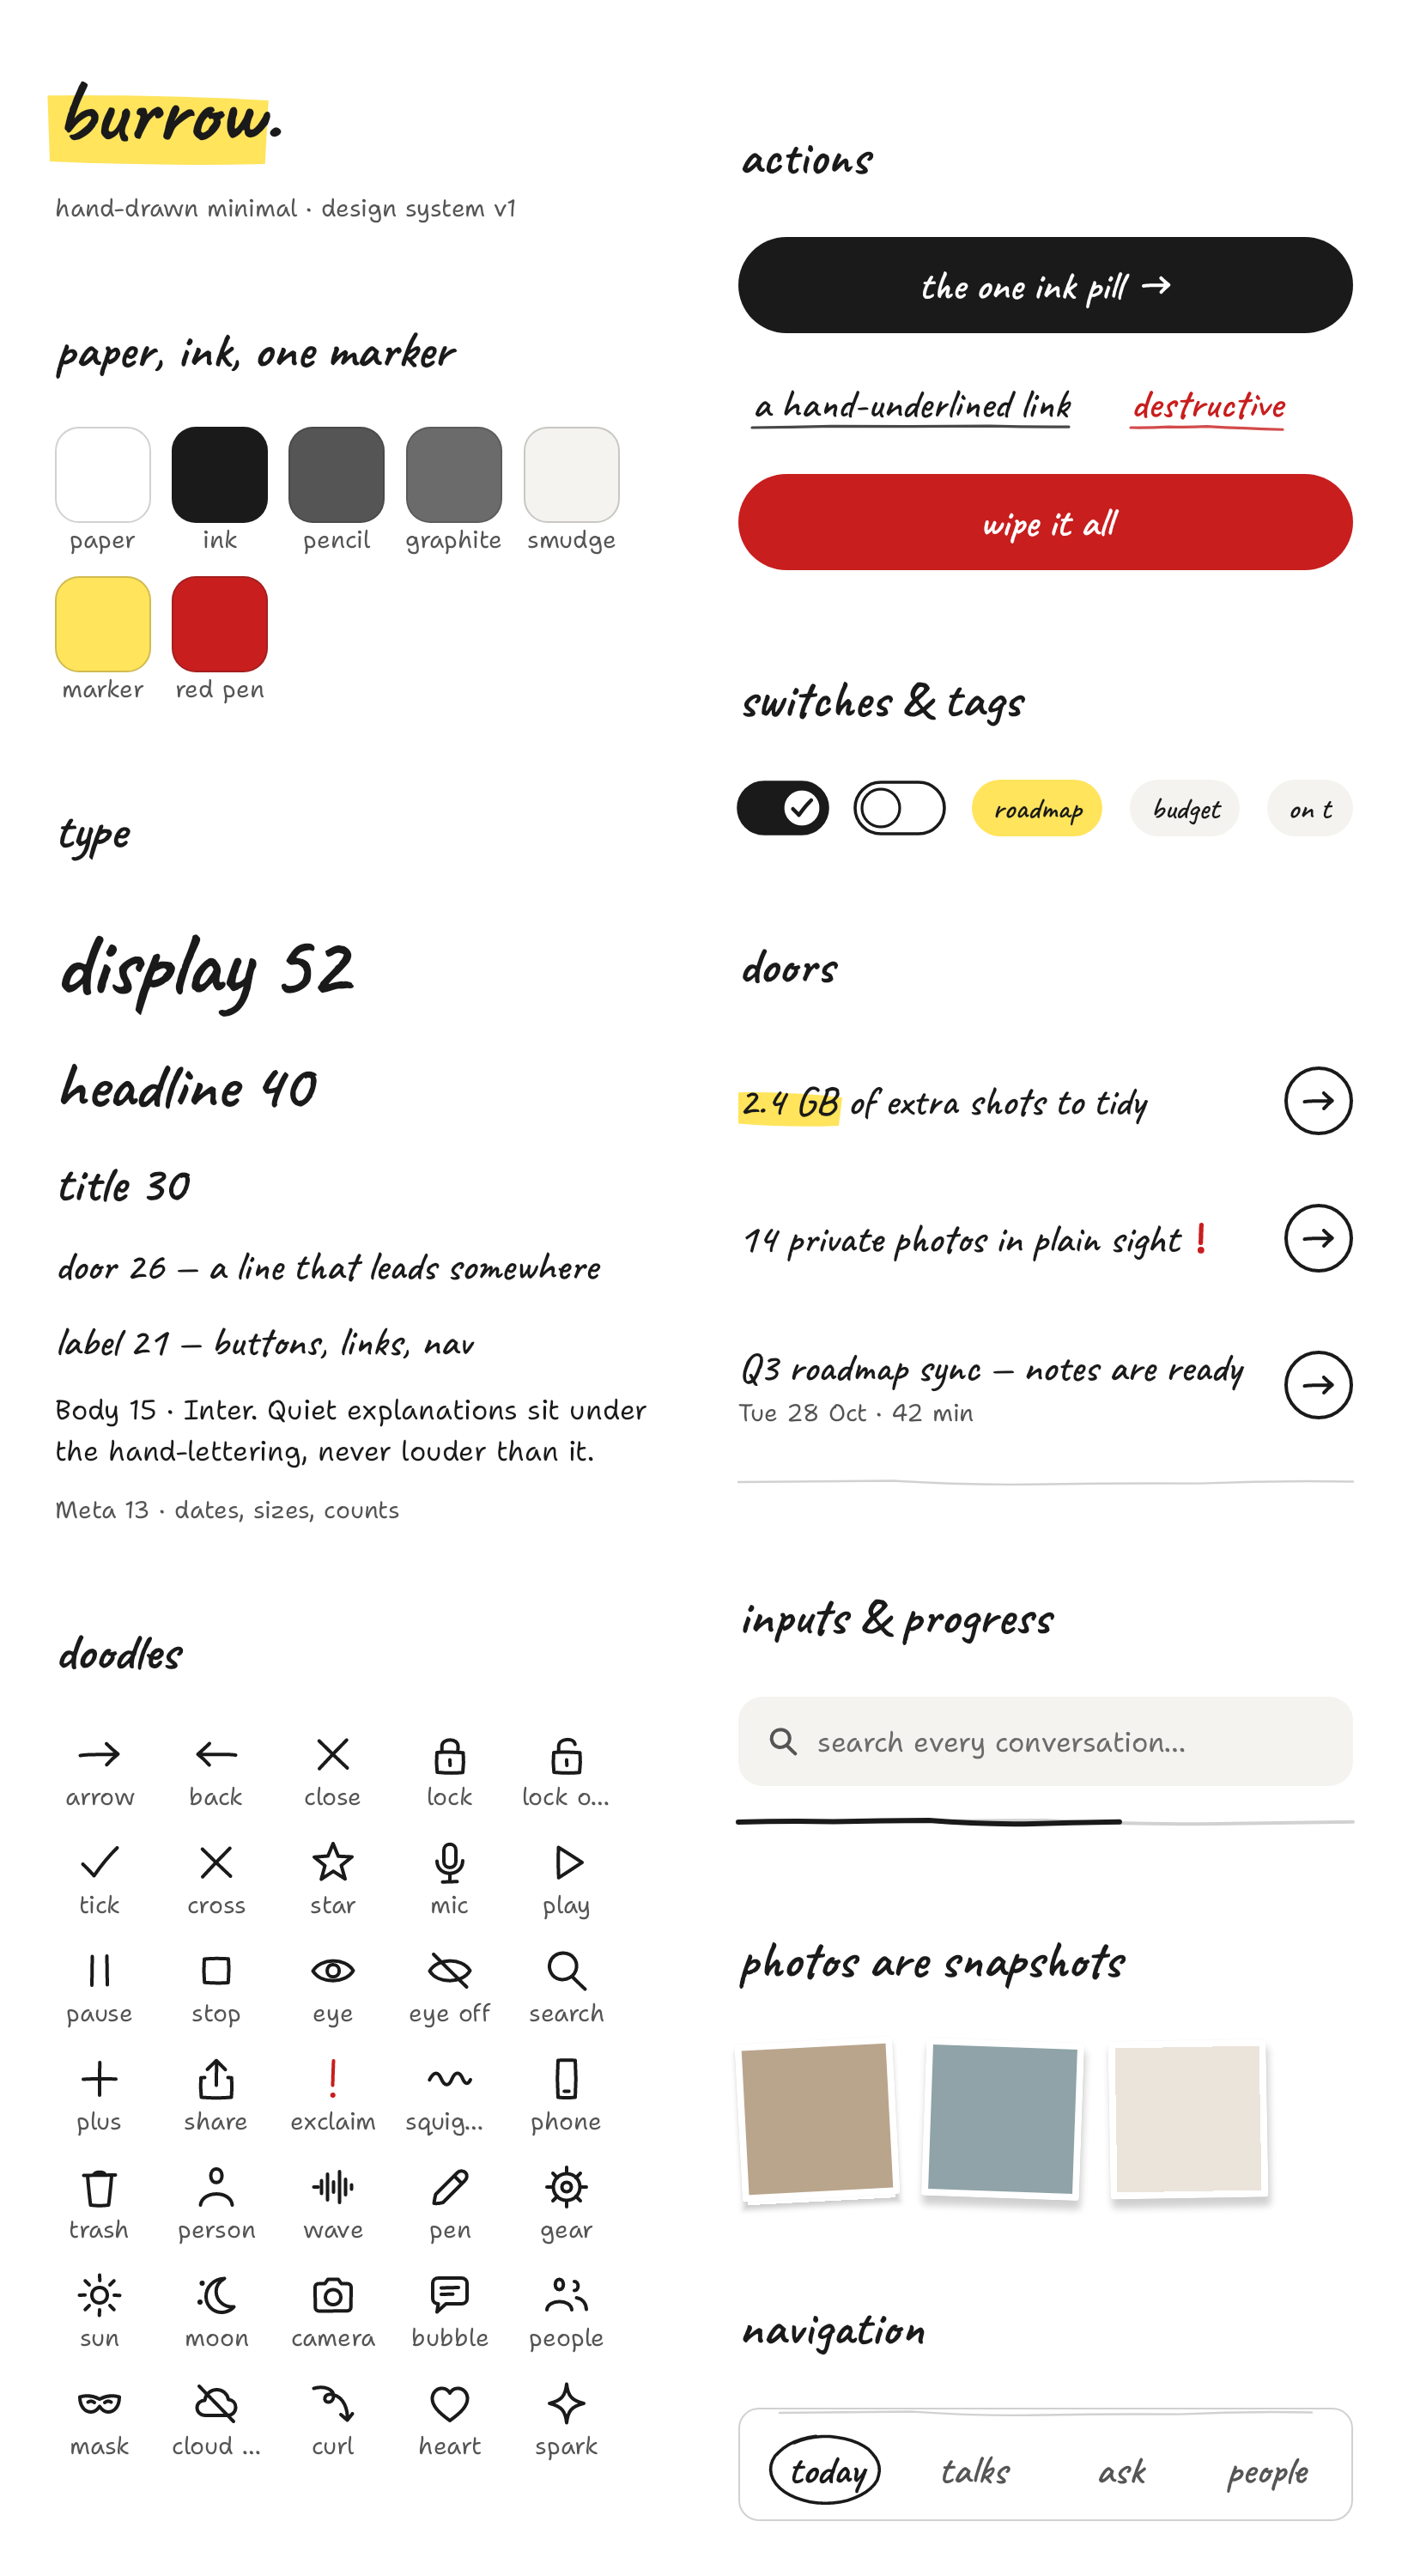 burrow.
hand-drawn minimal · design system v1
paper, ink, one marker
paper ink pencil graphite smudge
marker red pen
type
display 52
headline 40
title 30
door 26 — a line that leads somewhere
label 21 — buttons, links, nav
Body 15 · Inter. Quiet explanations sit under
the hand-lettering, never louder than it.
Meta 13 · dates, sizes, counts
doodles
arrow back close lock lock o...
tick cross star mic play
pause stop eye eye off search
plus share exclaim squig... phone
trash person wave pen gear
sun moon camera bubble people
mask cloud ... curl heart spark
actions
the one ink pill →
a hand-underlined link destructive
wipe it all
switches & tags
roadmap budget on t
doors
2.4 GB of extra shots to tidy
14 private photos in plain sight !
Q3 roadmap sync — notes are ready
Tue 28 Oct · 42 min
inputs & progress
search every conversation...
photos are snapshots
navigation
today talks ask people